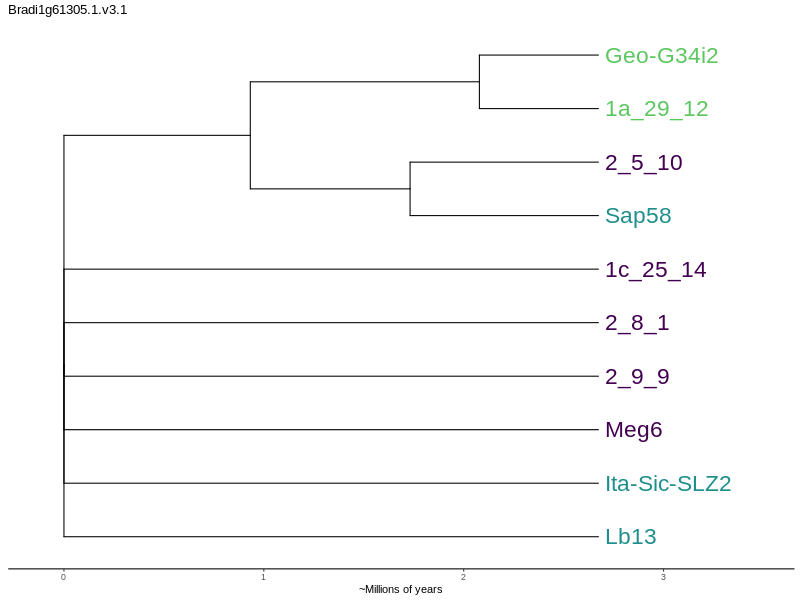 Bradi1g61305.1.v3.1
Geo-G34i2
1a_29_12
2_5_10
Sap58
1c_25_14
2_8_1
2_9_9
Meg6
Ita-Sic-SLZ2
Lb13
0 1 2 3
~Millions of years